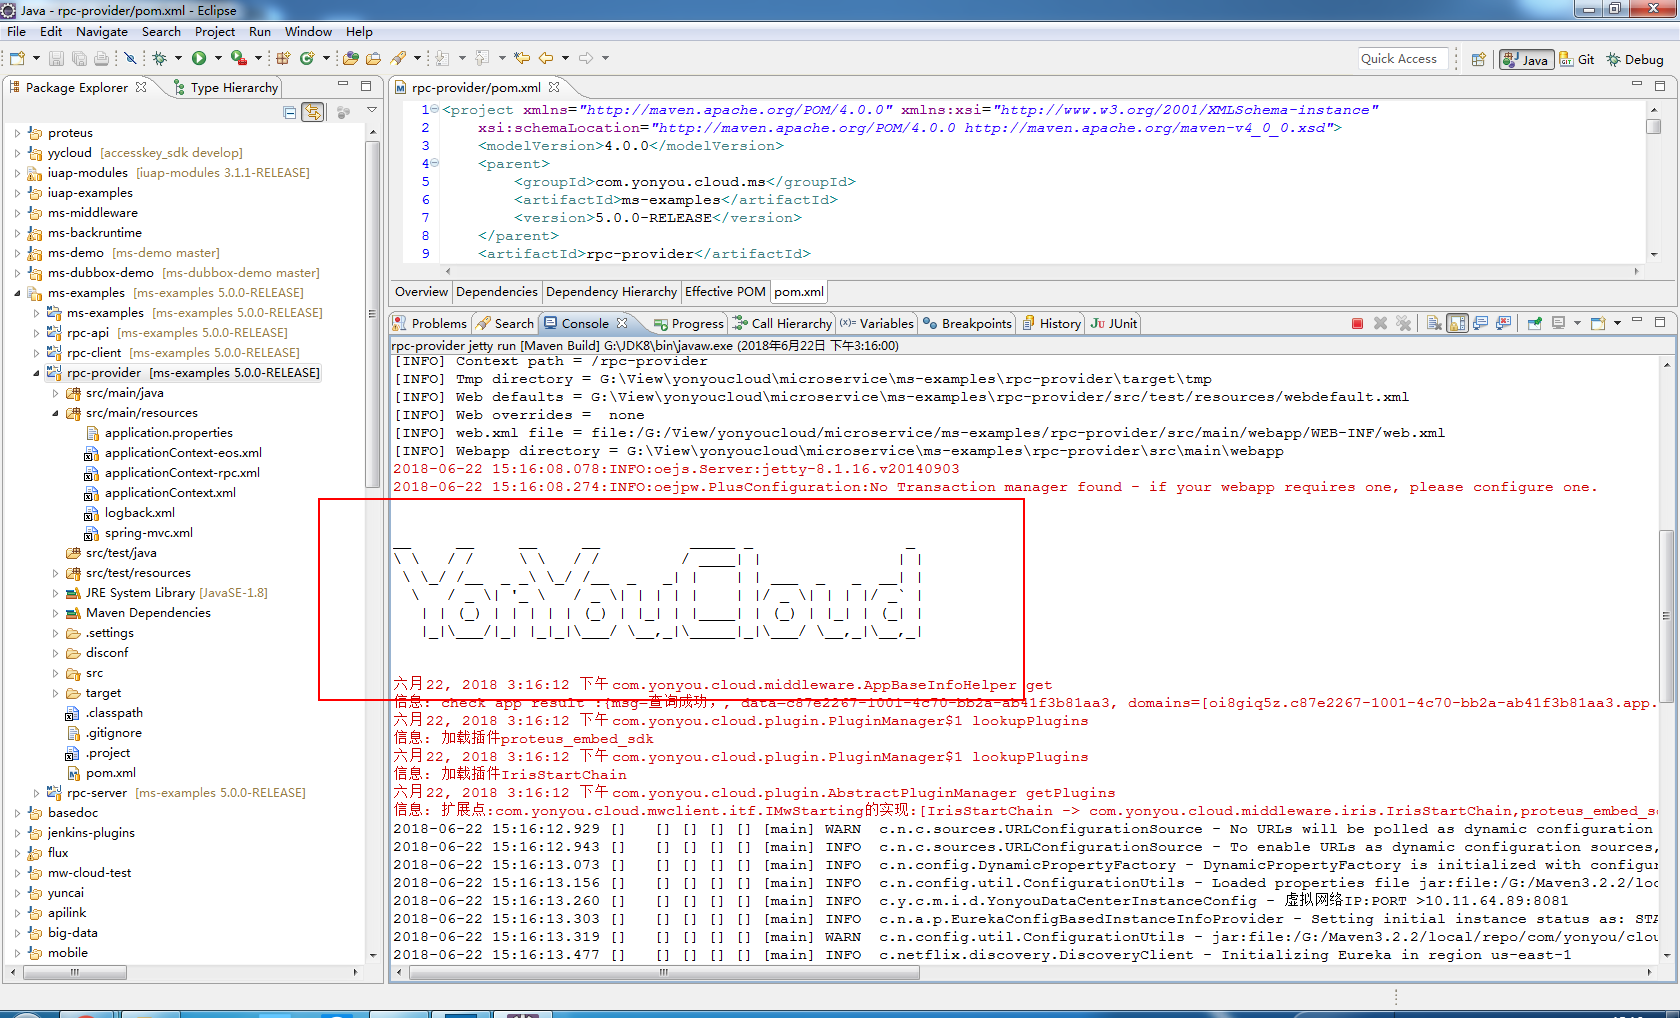 Java - rpc-provider/pom.xml - Eclipse
File Edit Navigate Search Project Run Window Help
Quick Access Java Git Debug
Package Explorer Type Hierarchy
proteus
yycloud [accesskey_sdk develop]
iuap-modules [iuap-modules 3.1.1-RELEASE]
iuap-examples
ms-middleware
ms-backruntime
ms-demo [ms-demo master]
ms-dubbox-demo [ms-dubbox-demo master]
ms-examples [ms-examples 5.0.0-RELEASE]
ms-examples [ms-examples 5.0.0-RELEASE]
rpc-api [ms-examples 5.0.0-RELEASE]
rpc-client [ms-examples 5.0.0-RELEASE]
rpc-provider [ms-examples 5.0.0-RELEASE]
src/main/java
src/main/resources
application.properties
applicationContext-eos.xml
applicationContext-rpc.xml
applicationContext.xml
logback.xml
spring-mvc.xml
src/test/java
src/test/resources
JRE System Library [JavaSE-1.8]
Maven Dependencies
.settings
disconf
src
target
.classpath
.gitignore
.project
pom.xml
rpc-server [ms-examples 5.0.0-RELEASE]
basedoc
jenkins-plugins
flux
mw-cloud-test
yuncai
apilink
big-data
mobile
rpc-provider/pom.xml
1 <project xmlns="http://maven.apache.org/POM/4.0.0" xmlns:xsi="http://www.w3.org/2001/XMLSchema-instance"
2 xsi:schemaLocation="http://maven.apache.org/POM/4.0.0 http://maven.apache.org/maven-v4_0_0.xsd">
3 <modelVersion>4.0.0</modelVersion>
4 <parent>
5 <groupId>com.yonyou.cloud.ms</groupId>
6 <artifactId>ms-examples</artifactId>
7 <version>5.0.0-RELEASE</version>
8 </parent>
9 <artifactId>rpc-provider</artifactId>
Overview Dependencies Dependency Hierarchy Effective POM pom.xml
Problems Search Console Progress Call Hierarchy Variables Breakpoints History JUnit
rpc-provider jetty run [Maven Build] G:\JDK8\bin\javaw.exe (2018年6月22日 下午3:16:00)
[INFO] Context path = /rpc-provider
[INFO] Tmp directory = G:\View\yonyoucloud\microservice\ms-examples\rpc-provider\target\tmp
[INFO] Web defaults = G:\View\yonyoucloud\microservice\ms-examples\rpc-provider/src/test/resources/webdefault.xml
[INFO] Web overrides =  none
[INFO] web.xml file = file:/G:/View/yonyoucloud/microservice/ms-examples/rpc-provider/src/main/webapp/WEB-INF/web.xml
[INFO] Webapp directory = G:\View\yonyoucloud\microservice\ms-examples\rpc-provider\src\main\webapp
2018-06-22 15:16:08.078:INFO:oejs.Server:jetty-8.1.16.v20140903
2018-06-22 15:16:08.274:INFO:oejpw.PlusConfiguration:No Transaction manager found - if your webapp requires one, please configure one.
YonYouCloud
六月 22, 2018 3:16:12 下午 com.yonyou.cloud.middleware.AppBaseInfoHelper get
信息: check app result :{msg=查询成功，, data=c87e2267-1001-4c70-bb2a-ab41f3b81aa3, domains=[oi8giq5z.c87e2267-1001-4c70-bb2a-ab41f3b81aa3.app.
六月 22, 2018 3:16:12 下午 com.yonyou.cloud.plugin.PluginManager$1 lookupPlugins
信息: 加载插件proteus_embed_sdk
六月 22, 2018 3:16:12 下午 com.yonyou.cloud.plugin.PluginManager$1 lookupPlugins
信息: 加载插件IrisStartChain
六月 22, 2018 3:16:12 下午 com.yonyou.cloud.plugin.AbstractPluginManager getPlugins
信息: 扩展点:com.yonyou.cloud.mwclient.itf.IMwStarting的实现:[IrisStartChain -> com.yonyou.cloud.middleware.iris.IrisStartChain,proteus_embed_s
2018-06-22 15:16:12.929 [] [] [] [] [] [main] WARN c.n.c.sources.URLConfigurationSource - No URLs will be polled as dynamic configuration
2018-06-22 15:16:12.943 [] [] [] [] [] [main] INFO c.n.c.sources.URLConfigurationSource - To enable URLs as dynamic configuration sources,
2018-06-22 15:16:13.073 [] [] [] [] [] [main] INFO c.n.config.DynamicPropertyFactory - DynamicPropertyFactory is initialized with configur
2018-06-22 15:16:13.156 [] [] [] [] [] [main] INFO c.n.config.util.ConfigurationUtils - Loaded properties file jar:file:/G:/Maven3.2.2/loc
2018-06-22 15:16:13.260 [] [] [] [] [] [main] INFO c.y.c.m.i.d.YonyouDataCenterInstanceConfig - 虚拟网络IP:PORT >10.11.64.89:8081
2018-06-22 15:16:13.303 [] [] [] [] [] [main] INFO c.n.a.p.EurekaConfigBasedInstanceInfoProvider - Setting initial instance status as: STA
2018-06-22 15:16:13.319 [] [] [] [] [] [main] WARN c.n.config.util.ConfigurationUtils - jar:file:/G:/Maven3.2.2/local/repo/com/yonyou/clou
2018-06-22 15:16:13.477 [] [] [] [] [] [main] INFO c.netflix.discovery.DiscoveryClient - Initializing Eureka in region us-east-1